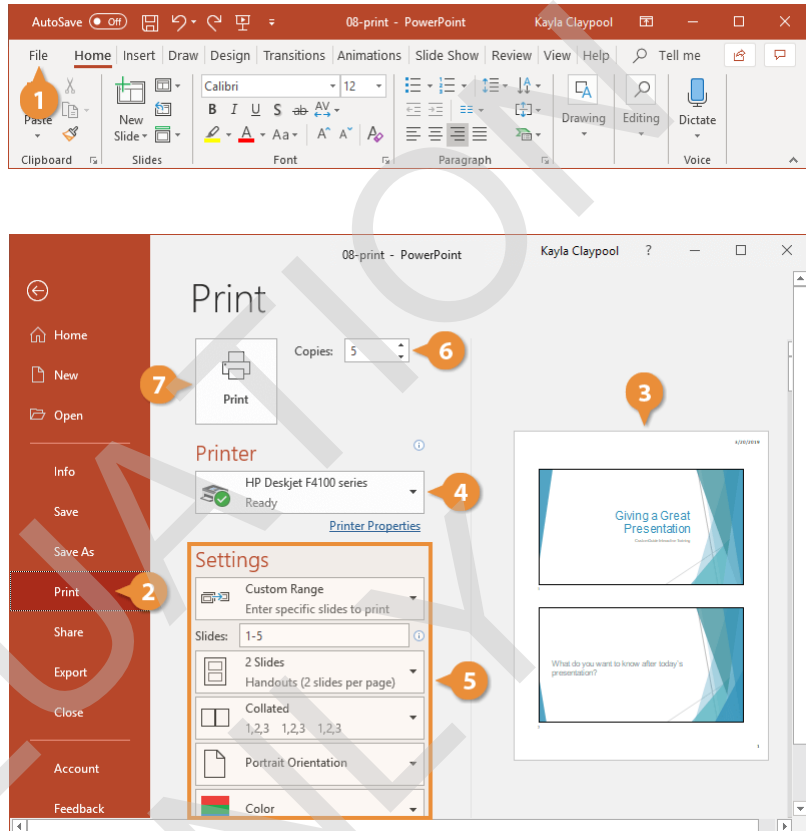 AutoSave Off 08-print - PowerPoint Kayla Claypool
File Home Insert Draw Design Transitions Animations Slide Show Review View Help Tell me
1
Calibri 12
Paste New Slide B I U S ab AV Drawing Editing Dictate
A Aa A A A
Clipboard Slides Font Paragraph Voice
08-print - PowerPoint Kayla Claypool ?
Print
Home
New
Open
Info
Save
Save As
Print
Share
Export
Close
Account
Feedback
2
Copies: 5
6
7
Print
Printer
HP Deskjet F4100 series
Ready
4
Printer Properties
Settings
Custom Range
Enter specific slides to print
Slides: 1-5
2 Slides
Handouts (2 slides per page)
5
Collated
1,2,3 1,2,3 1,2,3
Portrait Orientation
Color
3
Giving a Great
Presentation
What do you want to know after today's
presentation?
1